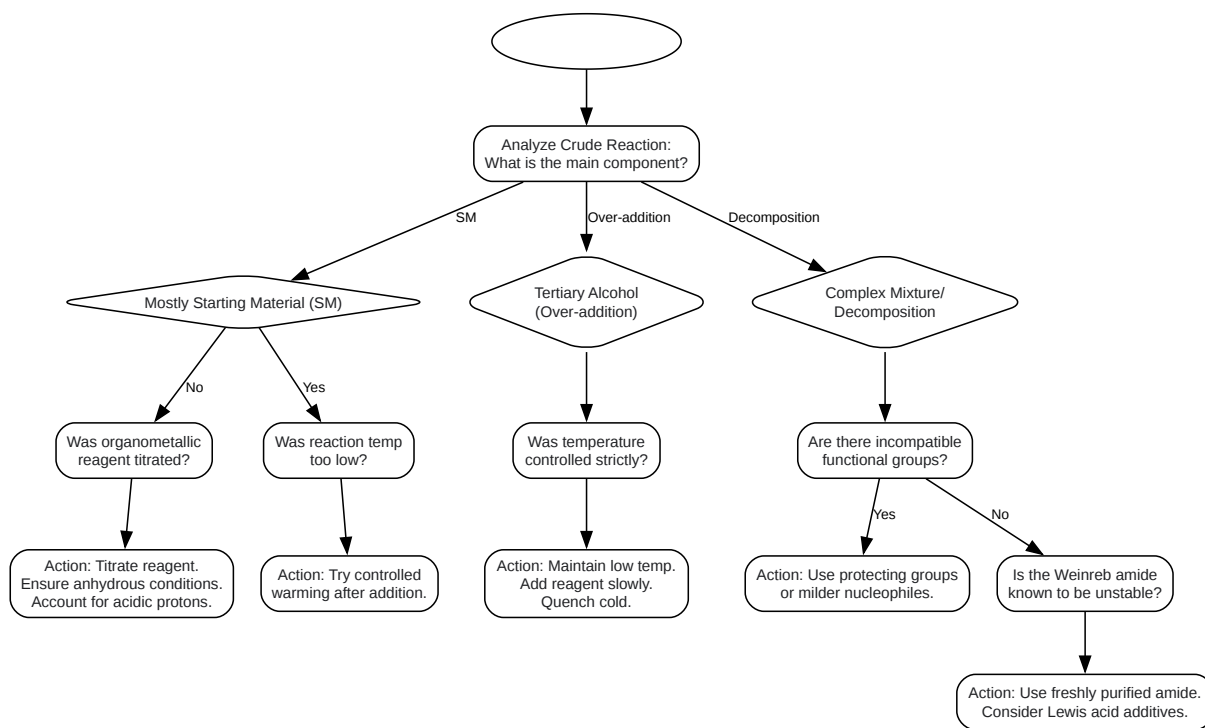 Analyze Crude Reaction:
What is the main component?
SM
Over-addition
Decomposition
Mostly Starting Material (SM)
Tertiary Alcohol
(Over-addition)
Complex Mixture/
Decomposition
No
Yes
Was organometallic
reagent titrated?
Was reaction temp
too low?
Was temperature
controlled strictly?
Are there incompatible
functional groups?
Yes
No
Action: Titrate reagent.
Ensure anhydrous conditions.
Account for acidic protons.
Action: Try controlled
warming after addition.
Action: Maintain low temp.
Add reagent slowly.
Quench cold.
Action: Use protecting groups
or milder nucleophiles.
Is the Weinreb amide
known to be unstable?
Action: Use freshly purified amide.
Consider Lewis acid additives.